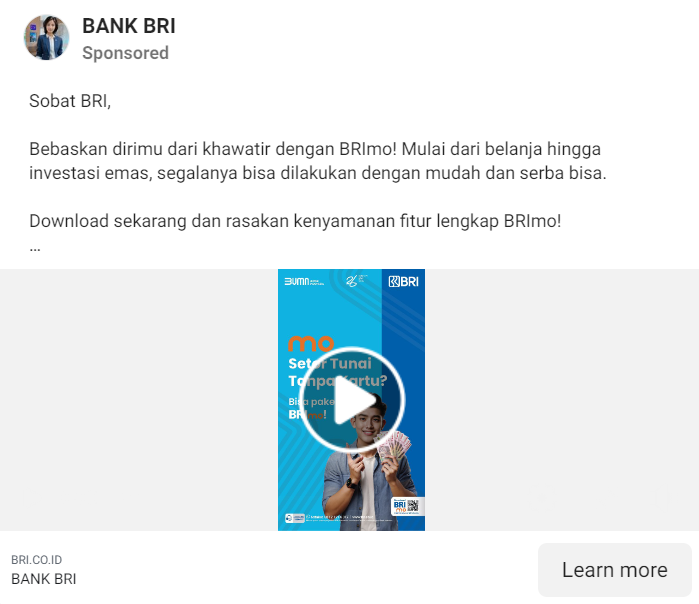 BANK BRI
Sponsored
Sobat BRI,
Bebaskan dirimu dari khawatir dengan BRImo! Mulai dari belanja hingga
investasi emas, segalanya bisa dilakukan dengan mudah dan serba bisa.
Download sekarang dan rasakan kenyamanan fitur lengkap BRImo!
...
BUMN
BRI
mo
Setor Tunai
Tanpa Kartu?
Bisa pake
BRImo!
BRI
mo
BRI.CO.ID
BANK BRI
Learn more